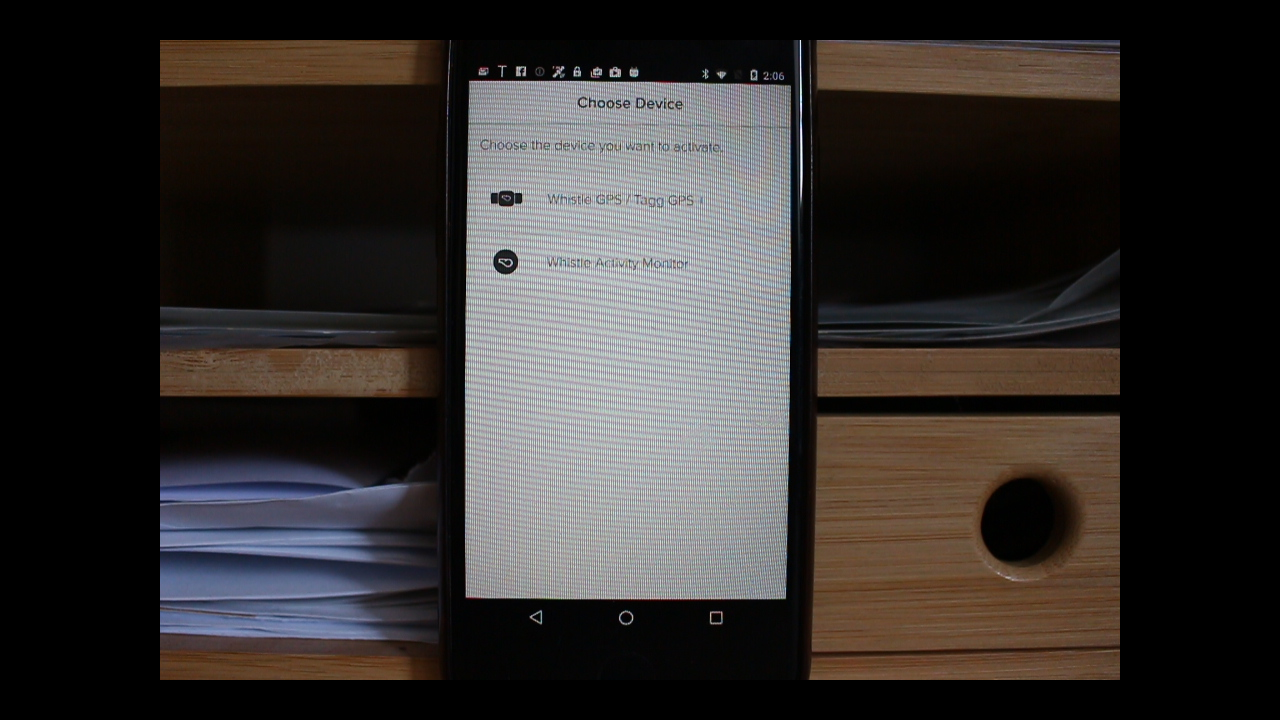 2:06
Choose Device
Choose the device you want to activate.
Whistle GPS / Tagg GPS +
Whistle Activity Monitor